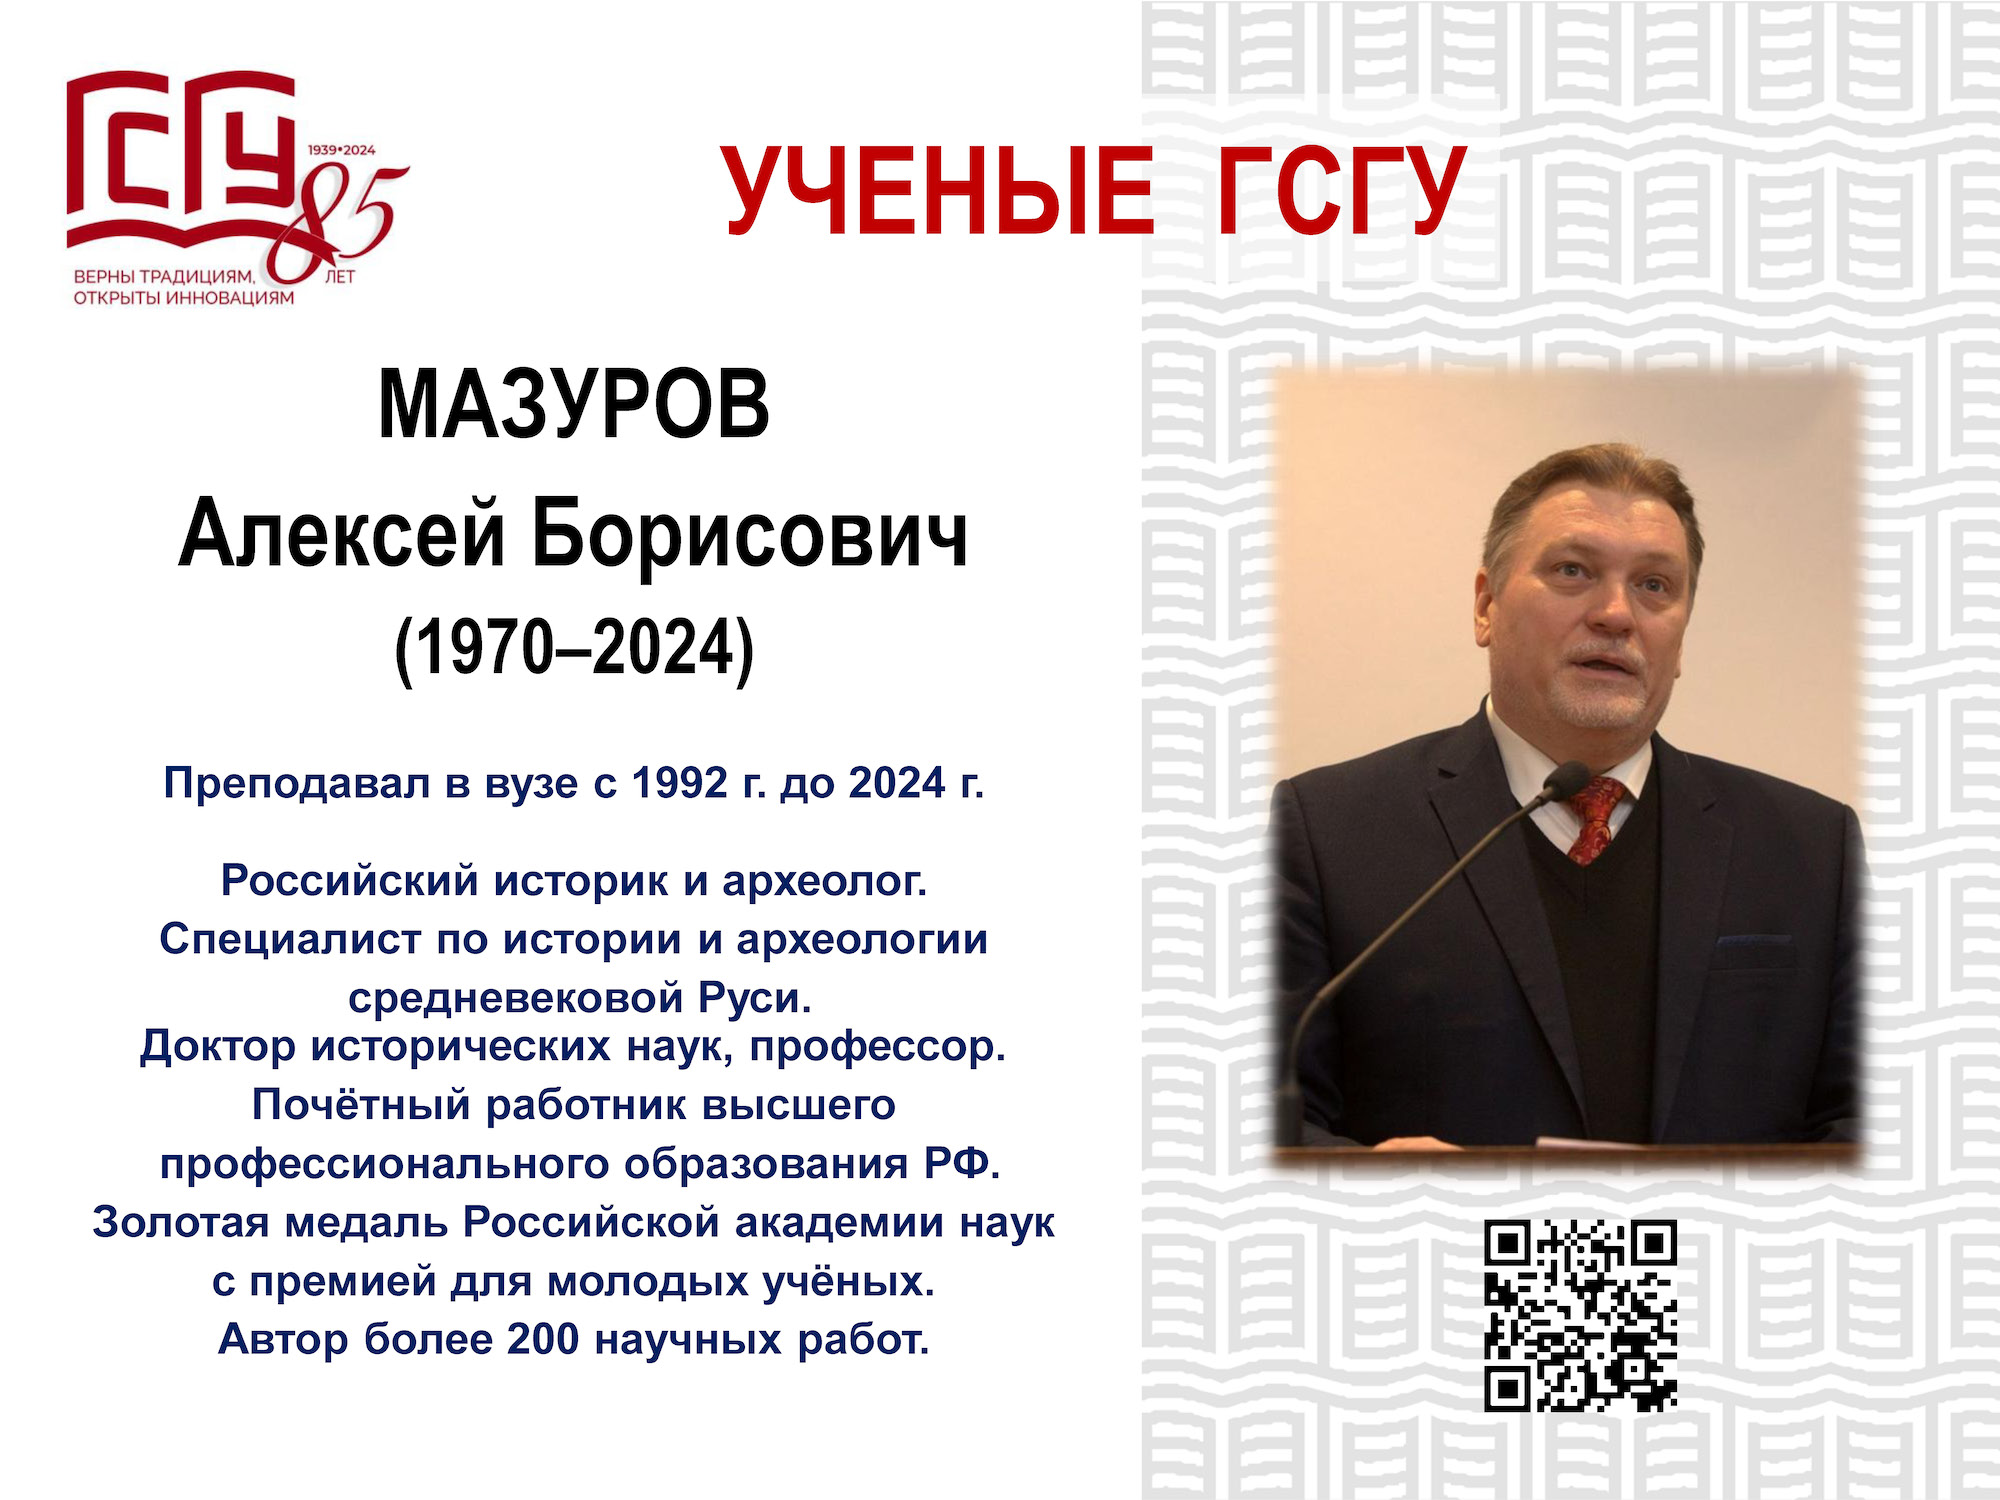 ГСГУ
1939•2024
85
ЛЕТ
ВЕРНЫ ТРАДИЦИЯМ,
ОТКРЫТЫ ИННОВАЦИЯМ
УЧЕНЫЕ ГСГУ
МАЗУРОВ
Алексей Борисович
(1970–2024)
Преподавал в вузе с 1992 г. до 2024 г.
Российский историк и археолог.
Специалист по истории и археологии
средневековой Руси.
Доктор исторических наук, профессор.
Почётный работник высшего
профессионального образования РФ.
Золотая медаль Российской академии наук
с премией для молодых учёных.
Автор более 200 научных работ.